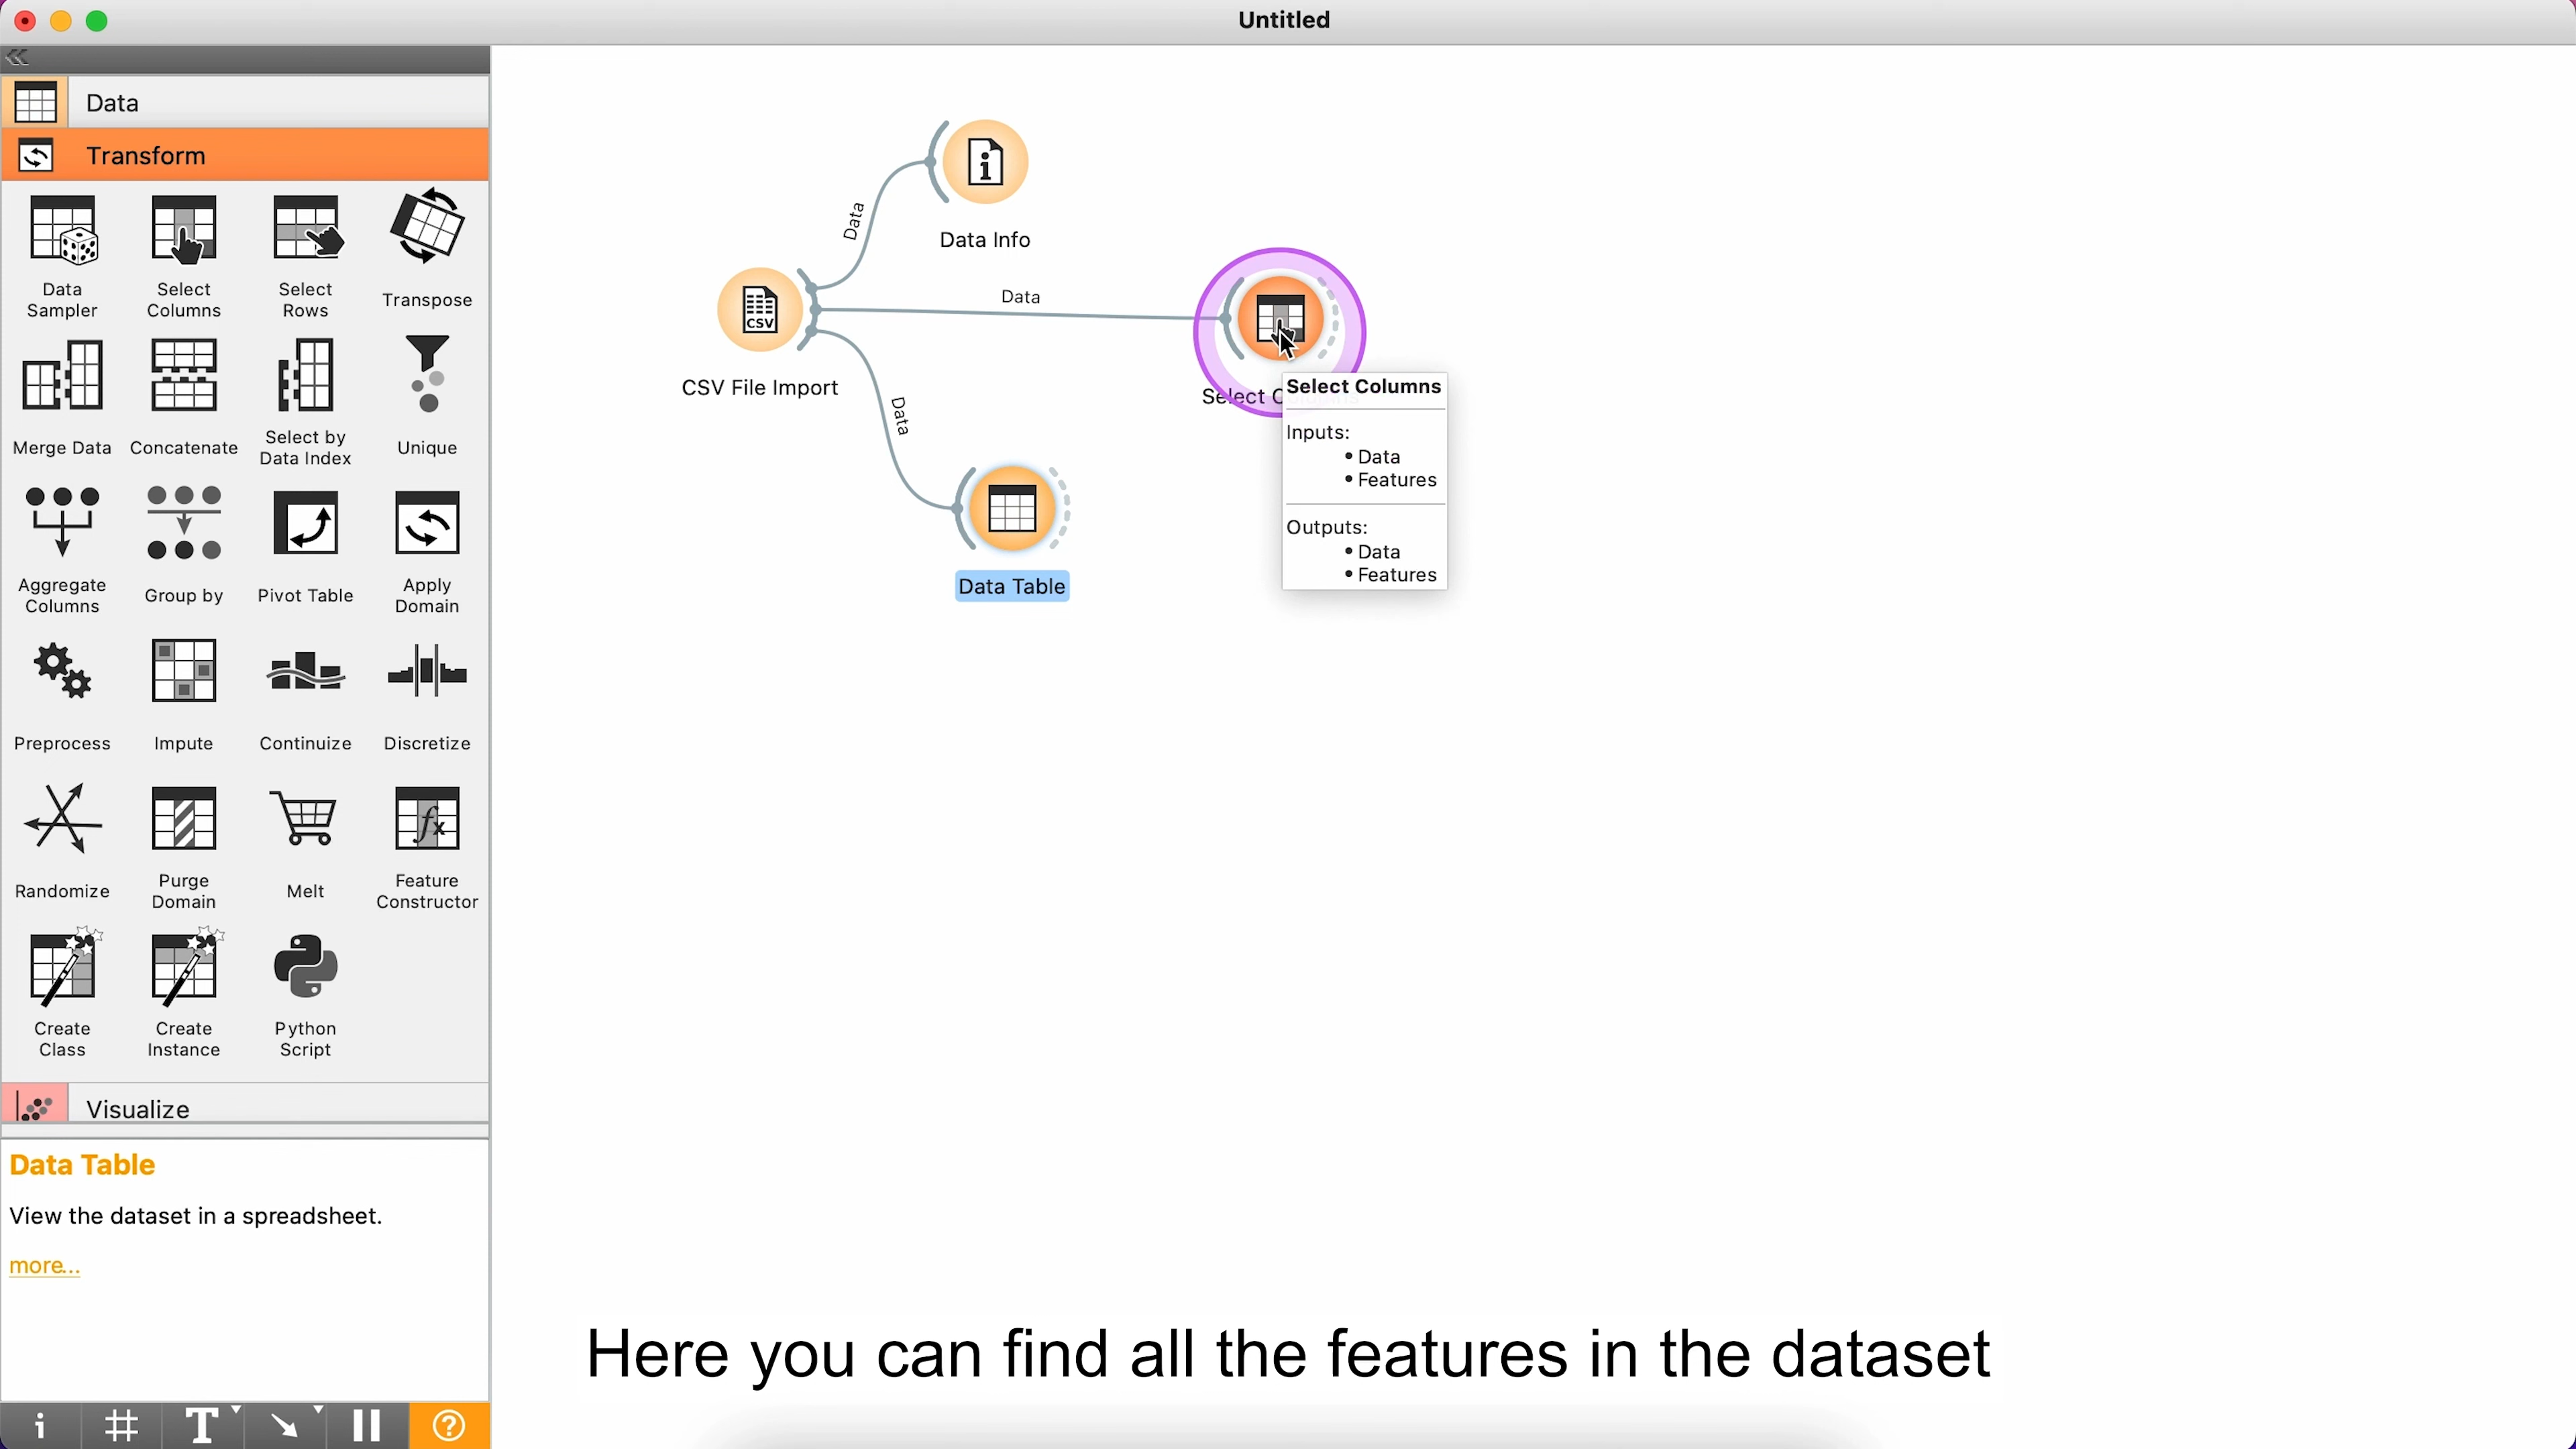 Untitled
Data
Transform
Data
Sampler
Select
Columns
Select
Rows
Transpose
Merge Data
Concatenate
Select by
Data Index
Unique
Aggregate
Columns
Group by
Pivot Table
Apply
Domain
Preprocess
Impute
Continuize
Discretize
Randomize
Purge
Domain
Melt
Feature
Constructor
Create
Class
Create
Instance
Python
Script
Visualize
Data Table
View the dataset in a spreadsheet.
more...
Data
Data Info
Data
CSV
CSV File Import
Data
Data Table
Select
Select Columns
Inputs:
• Data
• Features
Outputs:
• Data
• Features
Here you can find all the features in the dataset